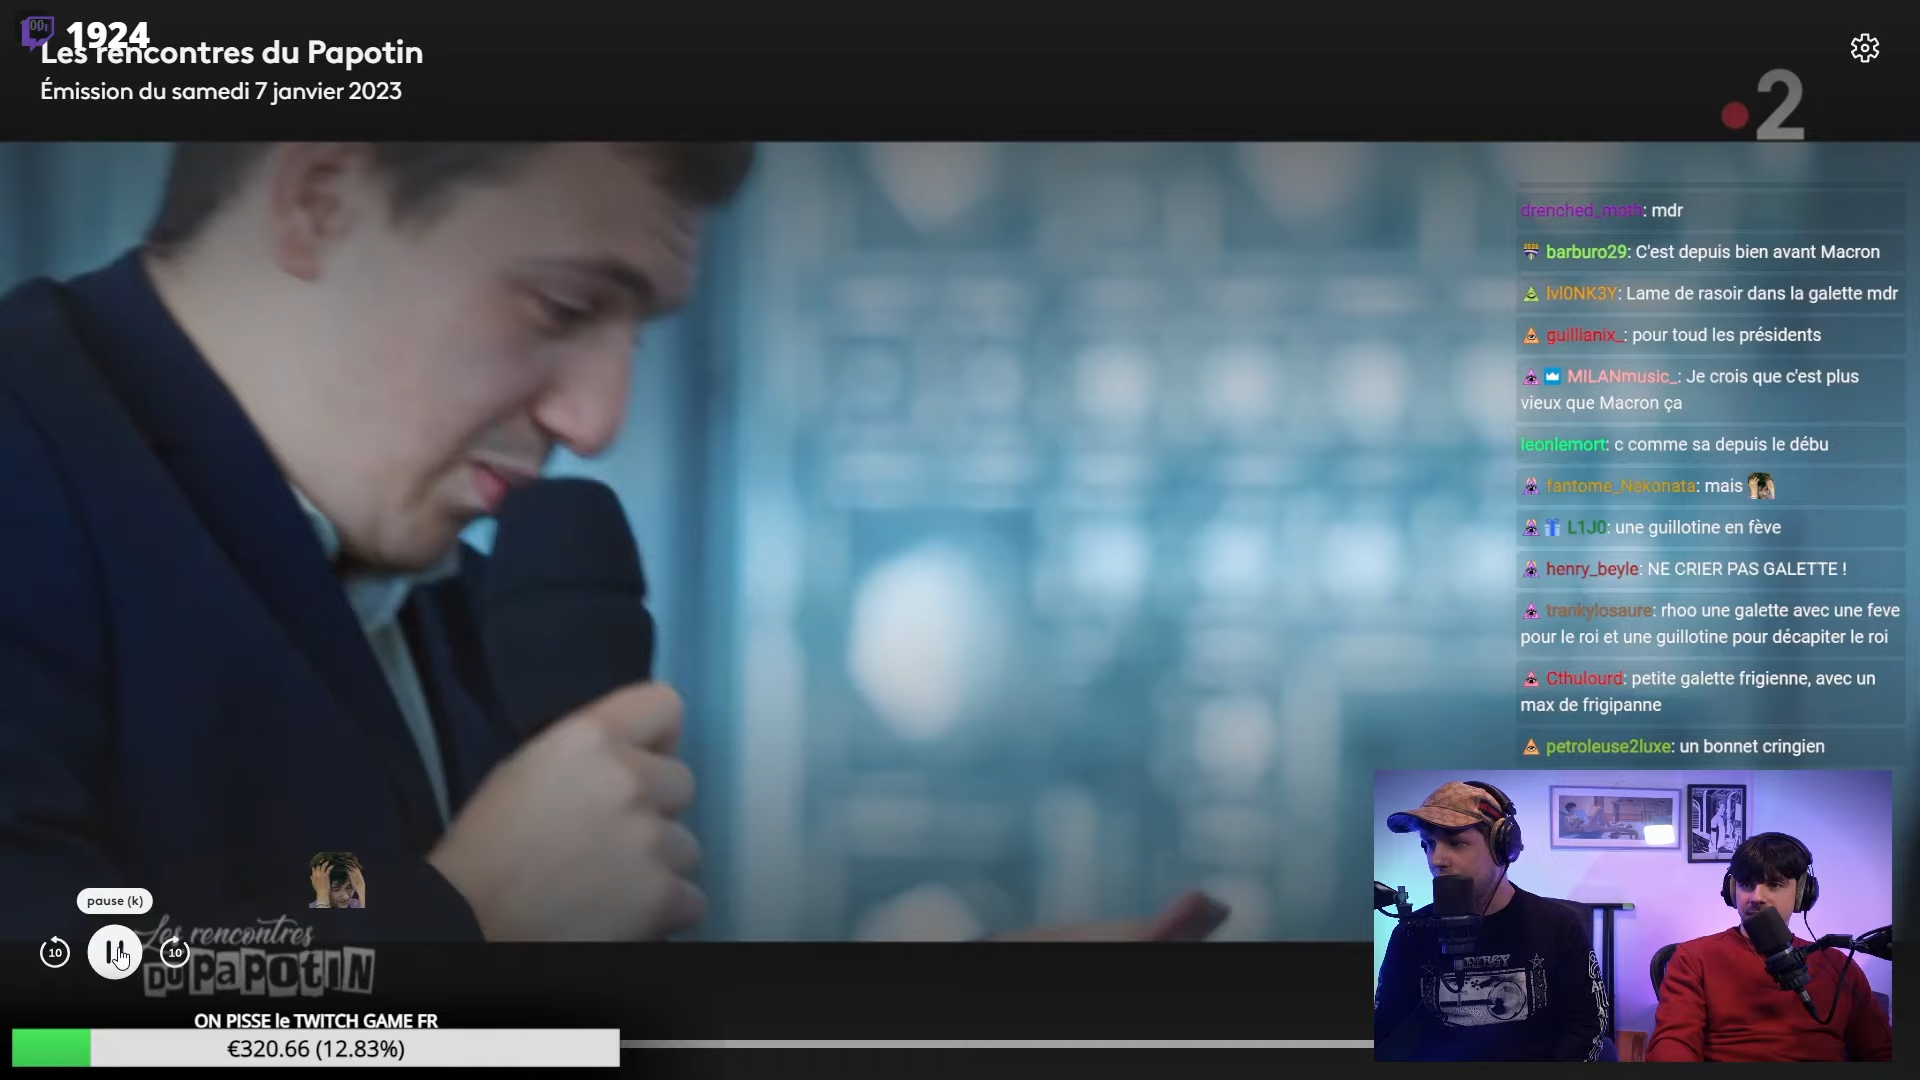 1924
Les rencontres du Papotin
Émission du samedi 7 janvier 2023
2
drenched_moth: mdr
barburo29: C'est depuis bien avant Macron
lvl0NK3Y: Lame de rasoir dans la galette mdr
guillianix_: pour toud les présidents
MILANmusic_: Je crois que c'est plus
vieux que Macron ça
leoniemort: c comme sa depuis le débu
fantome_Nekonata: mais
L1J0: une guillotine en fève
henry_beyle: NE CRIER PAS GALETTE !
trankylosaure: rhoo une galette avec une feve
pour le roi et une guillotine pour décapiter le roi
Cthulourd: petite galette frigienne, avec un
max de frigipanne
petroleuse2luxe: un bonnet cringien
pause (k)
10
10
Les rencontres
DU PAPOTIN
ON PISSE le TWITCH GAME FR
€320.66 (12.83%)